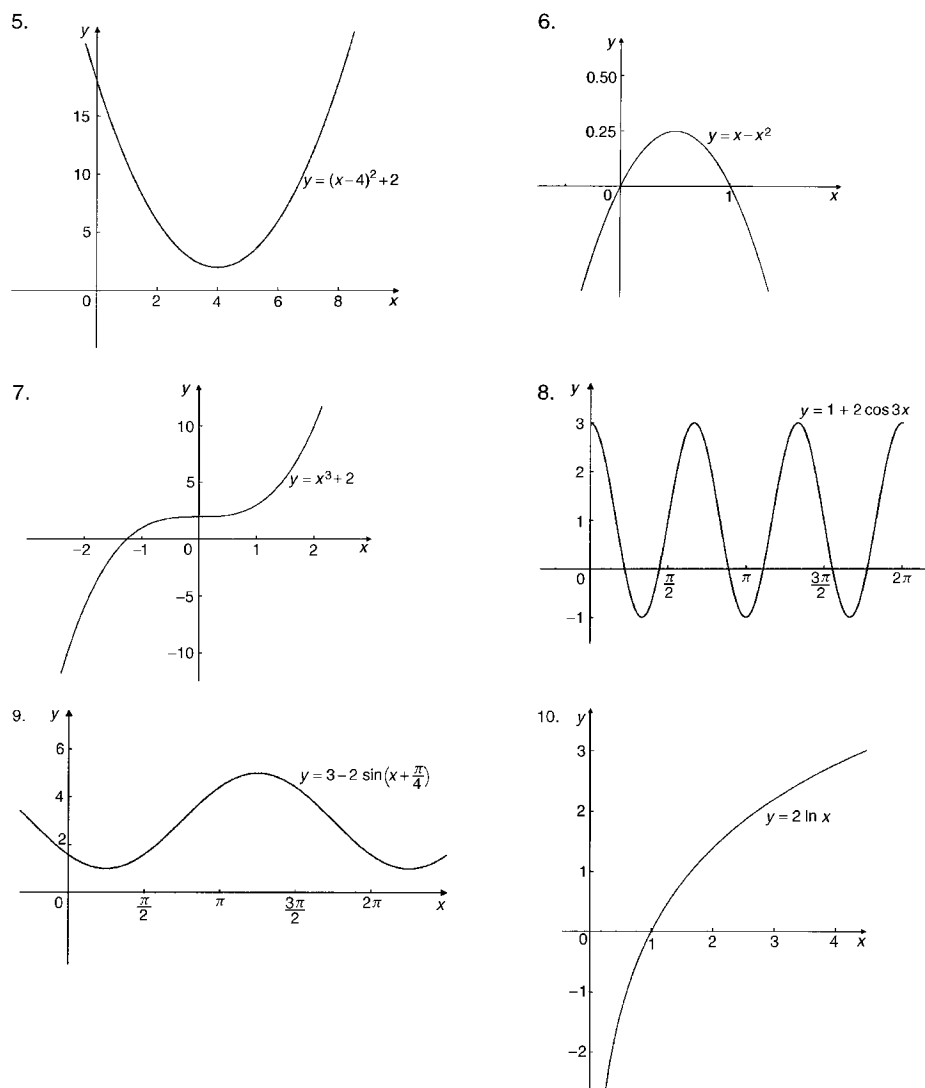 5.
y
15
10
5
0
2
4
6
8
x
y = (x−4)² + 2
6.
y
0.50
0.25
0
1
x
y = x − x²
7.
y
10
5
−2
−1
0
1
2
x
−5
−10
y = x³ + 2
8.
y
3
2
1
0
−1
π/2
π
3π/2
2π
y = 1 + 2 cos 3x
9.
y
6
4
2
0
π/2
π
3π/2
2π
x
y = 3 − 2 sin(x + π/4)
10.
y
3
2
1
0
1
2
3
4
x
−1
−2
y = 2 ln x